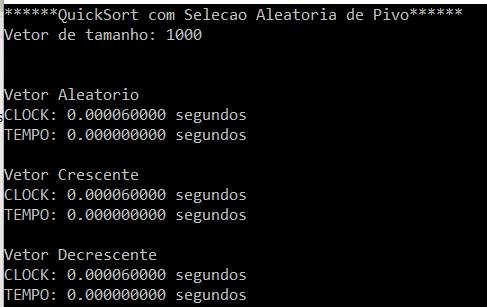 ******QuickSort com Selecao Aleatoria de Pivo******
Vetor de tamanho: 1000
Vetor Aleatorio
CLOCK: 0.000060000 segundos
TEMPO: 0.000000000 segundos
Vetor Crescente
CLOCK: 0.000060000 segundos
TEMPO: 0.000000000 segundos
Vetor Decrescente
CLOCK: 0.000060000 segundos
TEMPO: 0.000000000 segundos